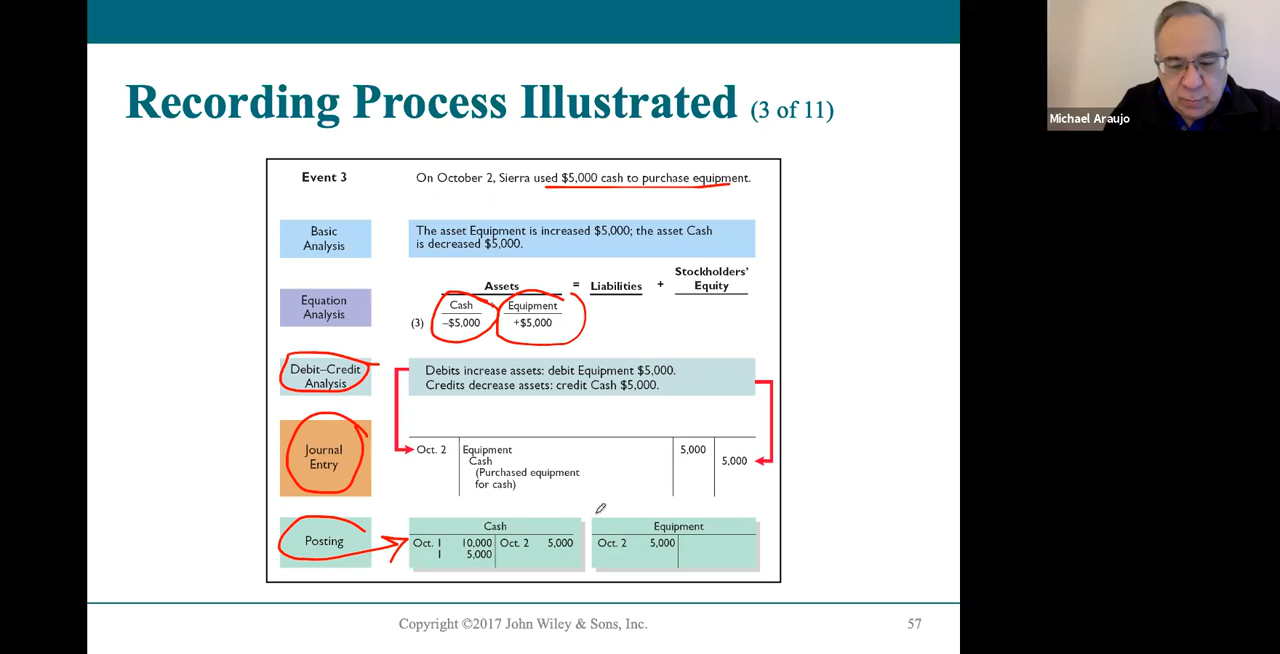 Recording Process Illustrated (3 of 11)
Michael Araujo
Event 3
On October 2, Sierra used $5,000 cash to purchase equipment.
Basic
Analysis
The asset Equipment is increased $5,000; the asset Cash
is decreased $5,000.
Equation
Analysis
Assets = Liabilities + Stockholders'
Equity
Cash + Equipment
(3) –$5,000 +$5,000
Debit–Credit
Analysis
Debits increase assets: debit Equipment $5,000.
Credits decrease assets: credit Cash $5,000.
Journal
Entry
Oct. 2 Equipment 5,000
Cash 5,000
(Purchased equipment
for cash)
Posting
Cash
Oct. 1 10,000 Oct. 2 5,000
1 5,000
Equipment
Oct. 2 5,000
Copyright ©2017 John Wiley & Sons, Inc.
57